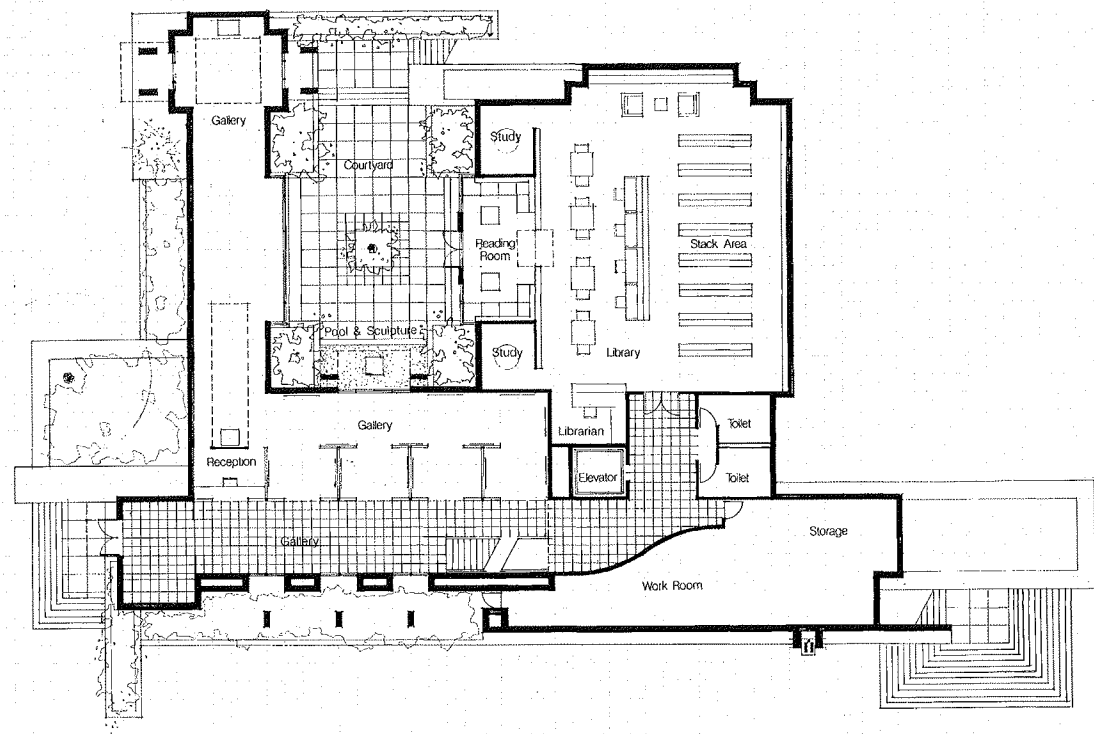 Gallery
Study
Courtyard
Reading
Room
Stack Area
Pool & Sculpture
Study
Library
Gallery
Librarian
Toilet
Reception
Elevator
Toilet
Gallery
Storage
Work Room